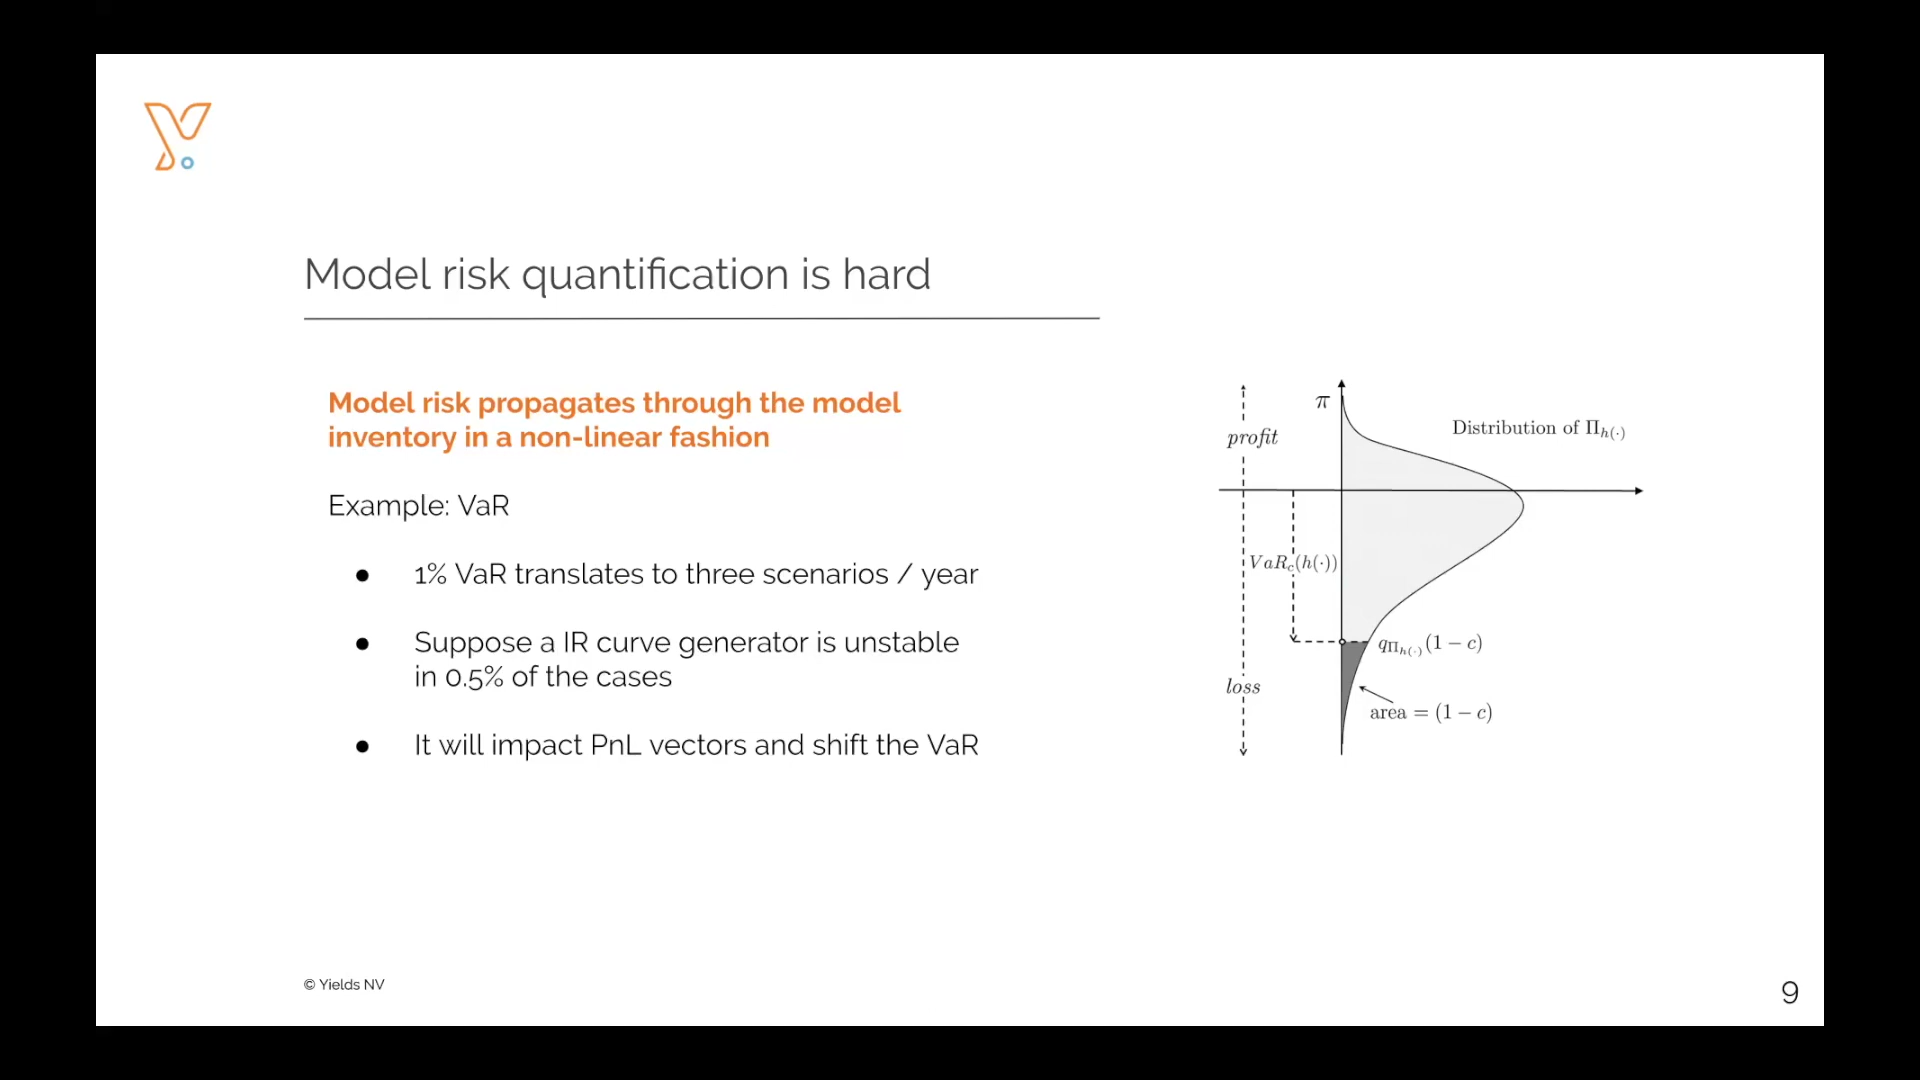 Model risk quantification is hard
Model risk propagates through the model
inventory in a non-linear fashion
Example: VaR
● 1% VaR translates to three scenarios / year
● Suppose a IR curve generator is unstable
in 0.5% of the cases
● It will impact PnL vectors and shift the VaR
π
profit
Distribution of Π_{h(·)}
VaR_c(h(·))
q_{Π_{h(·)}}(1 − c)
loss
area = (1 − c)
© Yields NV
9